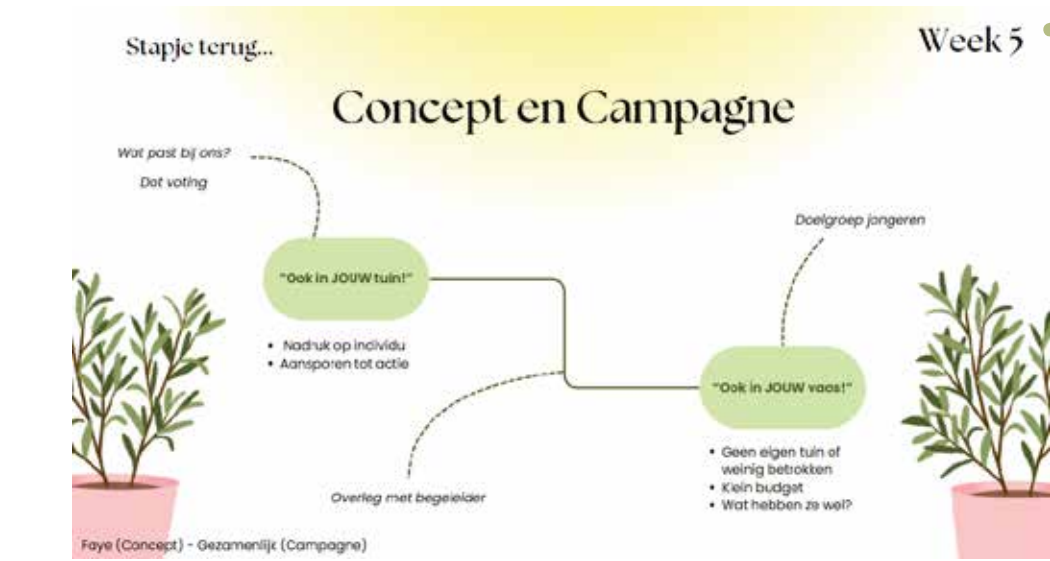 Stapje terug...
Week 5
Concept en Campagne
Wat past bij ons?
Dot voting
Doelgroep jongeren
"Ook in JOUW tuin!"
• Nadruk op individu
• Aansporen tot actie
"Ook in JOUW vaas!"
• Geen eigen tuin of
weinig betrokken
• Klein budget
• Wat hebben ze wel?
Overleg met begeleider
Faye (Concept) - Gezamenlijk (Campagne)